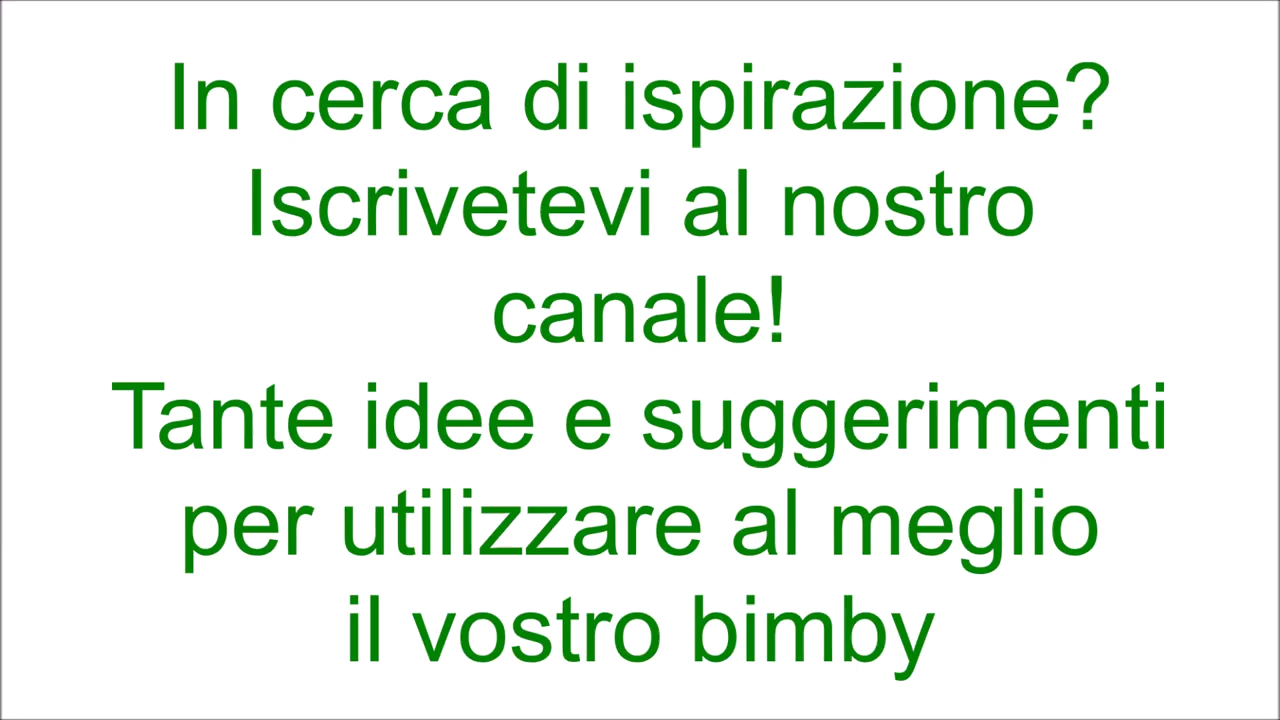 In cerca di ispirazione?
Iscrivetevi al nostro
canale!
Tante idee e suggerimenti
per utilizzare al meglio
il vostro bimby